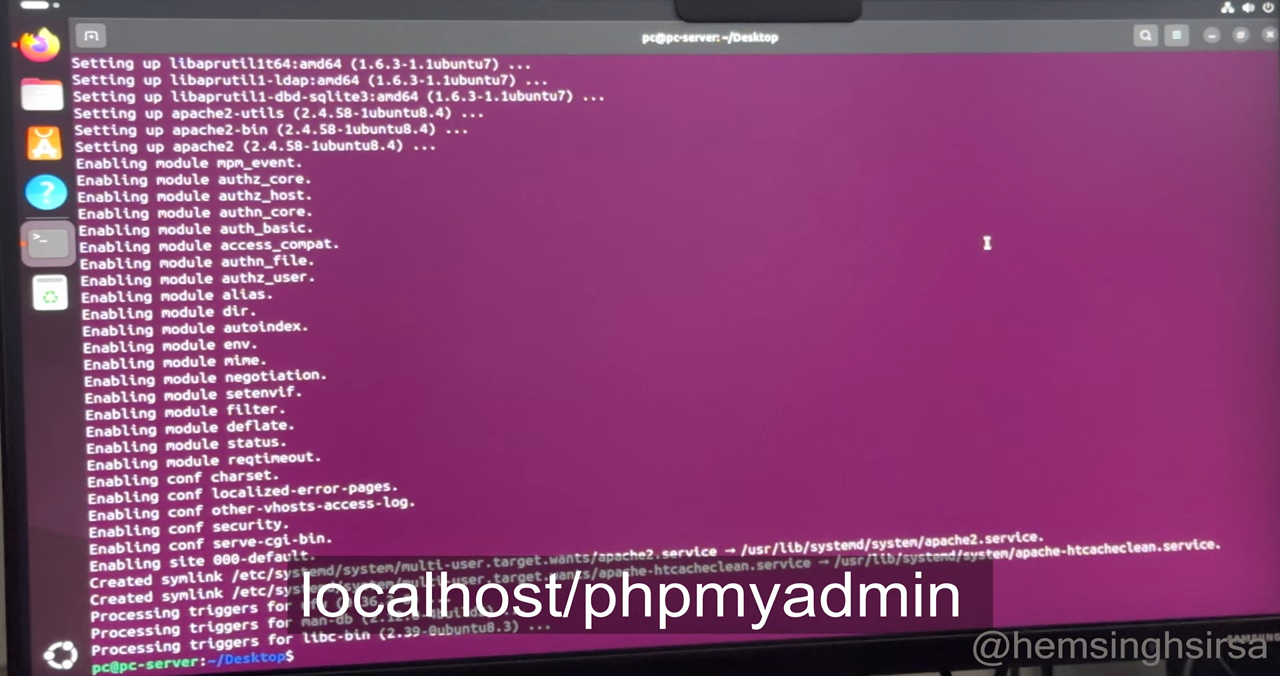 pc@pc-server: ~/Desktop
Setting up libaprutil1t64:amd64 (1.6.3-1.1ubuntu7) ...
Setting up libaprutil1-ldap:amd64 (1.6.3-1.1ubuntu7) ...
Setting up libaprutil1-dbd-sqlite3:amd64 (1.6.3-1.1ubuntu7) ...
Setting up apache2-utils (2.4.58-1ubuntu8.4) ...
Setting up apache2-bin (2.4.58-1ubuntu8.4) ...
Setting up apache2 (2.4.58-1ubuntu8.4) ...
Enabling module mpm_event.
Enabling module authz_core.
Enabling module authz_host.
Enabling module authn_core.
Enabling module auth_basic.
Enabling module access_compat.
Enabling module authn_file.
Enabling module authz_user.
Enabling module alias.
Enabling module dir.
Enabling module autoindex.
Enabling module env.
Enabling module mime.
Enabling module negotiation.
Enabling module setenvif.
Enabling module filter.
Enabling module deflate.
Enabling module status.
Enabling module reqtimeout.
Enabling conf charset.
Enabling conf localized-error-pages.
Enabling conf other-vhosts-access-log.
Enabling conf security.
Enabling conf serve-cgi-bin.
Enabling site 000-default.
Created symlink /etc/systemd/system/multi-user.target.wants/apache2.service → /usr/lib/systemd/system/apache2.service.
Created symlink /etc/systemd/system/multi-user.target.wants/apache-htcacheclean.service → /usr/lib/systemd/system/apache-htcacheclean.service.
Processing triggers for
Processing triggers for man-db
Processing triggers for libc-bin (2.39-0ubuntu8.3) ...
pc@pc-server:~/Desktop$
localhost/phpmyadmin
@hemsinghsirsa
SAMSUNG